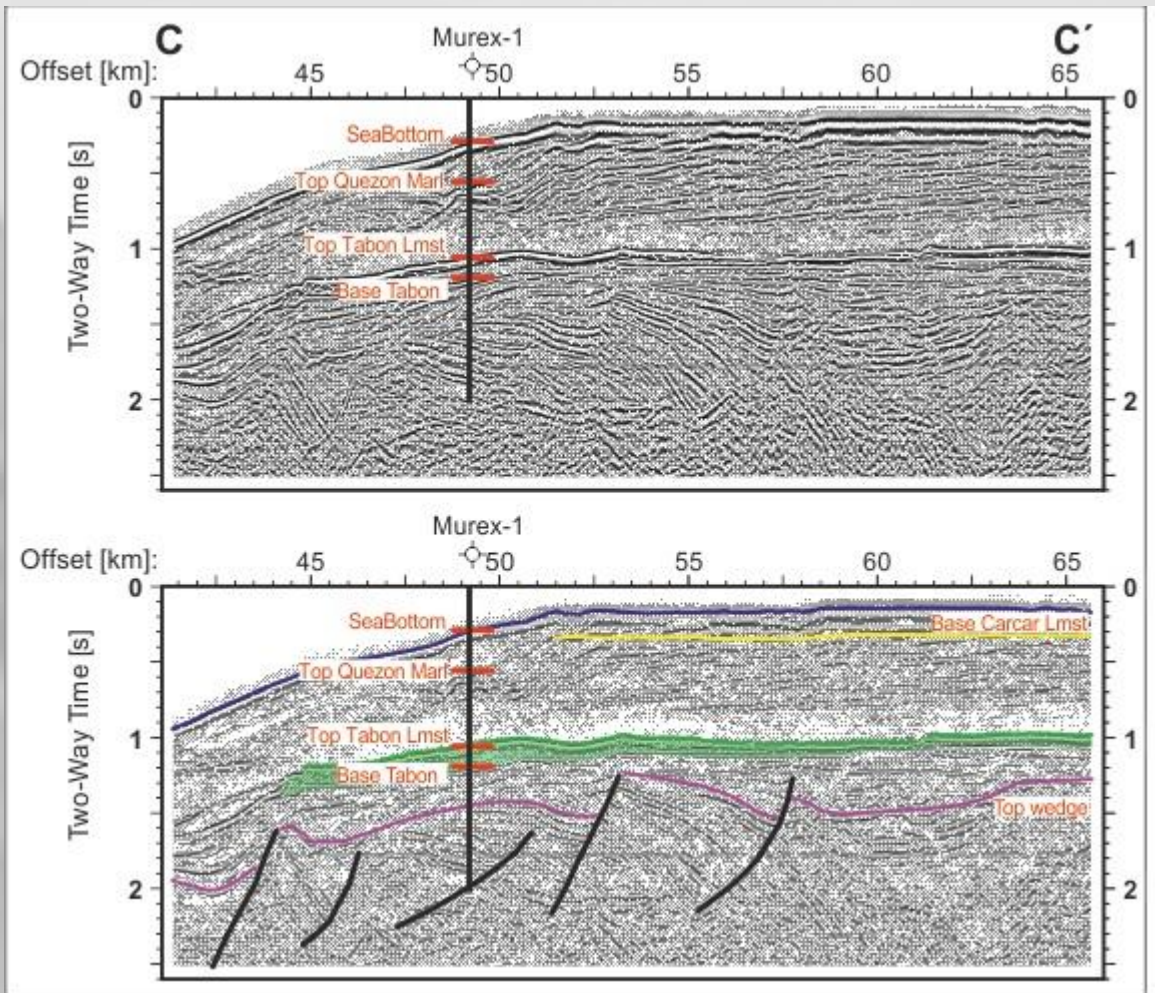 C
Murex-1
C´
Offset [km]:
45
50
55
60
65
0
0
SeaBottom
Top Quezon Marl
1
Top Tabon Lmst
1
Base Tabon
2
2
Two-Way Time [s]
Murex-1
Offset [km]:
45
50
55
60
65
0
0
SeaBottom
Base Carcar Lmst
Top Quezon Marl
1
Top Tabon Lmst
1
Base Tabon
Top wedge
2
2
Two-Way Time [s]